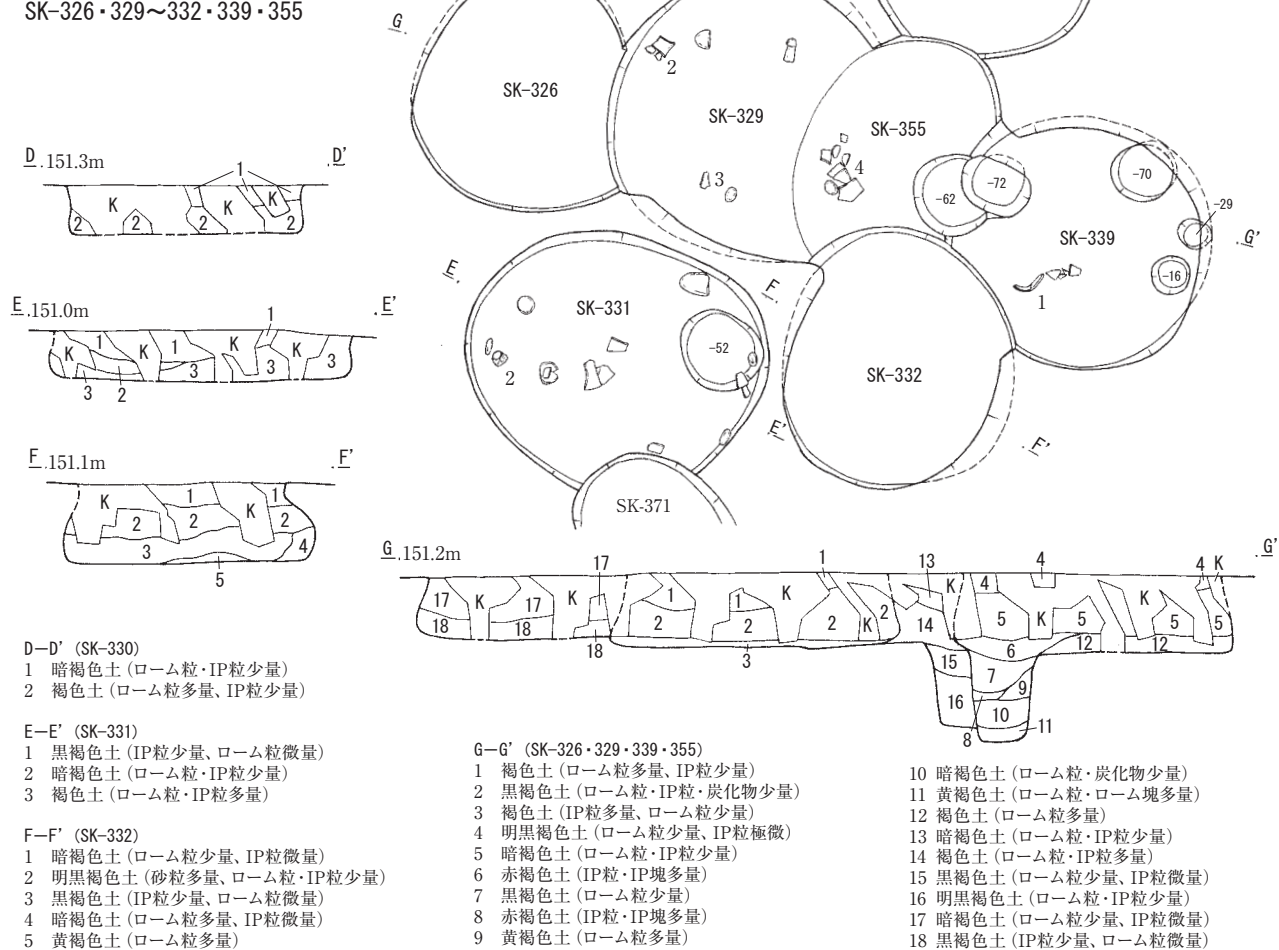 SK-326・329～332・339・355
G
2
SK-326
SK-329
SK-355
3
4
-62
-72
-70
-29
SK-339
-16
G'
1
E
F
SK-331
-52
2
SK-332
E'
F'
SK-371
D 151.3m
D'
1
K
K
K
2
2
2
2
E 151.0m
E'
1
K
1
K
1
K
K
3
3
3
3
2
F 151.1m
F'
K
1
K
1
2
2
2
3
4
5
G 151.2m
G'
17
1
13
4
4
K
17
K
17
K
1
1
K
2
K
4
K
K
18
18
2
2
2
K
14
5
5
5
5
18
3
6
12
12
15
7
16
9
10
8
11
D－D' (SK-330)
1 暗褐色土 (ローム粒・IP粒少量)
2 褐色土 (ローム粒多量、IP粒少量)
E－E' (SK-331)
1 黒褐色土 (IP粒少量、ローム粒微量)
2 暗褐色土 (ローム粒・IP粒少量)
3 褐色土 (ローム粒・IP粒多量)
F－F' (SK-332)
1 暗褐色土 (ローム粒少量、IP粒微量)
2 明黒褐色土 (砂粒多量、ローム粒・IP粒少量)
3 黒褐色土 (IP粒少量、ローム粒微量)
4 暗褐色土 (ローム粒多量、IP粒微量)
5 黄褐色土 (ローム粒多量)
G－G' (SK-326・329・339・355)
1 褐色土 (ローム粒多量、IP粒少量)
2 黒褐色土 (ローム粒・IP粒・炭化物少量)
3 褐色土 (IP粒多量、ローム粒少量)
4 明黒褐色土 (ローム粒少量、IP粒極微)
5 暗褐色土 (ローム粒・IP粒少量)
6 赤褐色土 (IP粒・IP塊多量)
7 黒褐色土 (ローム粒少量)
8 赤褐色土 (IP粒・IP塊多量)
9 黄褐色土 (ローム粒多量)
10 暗褐色土 (ローム粒・炭化物少量)
11 黄褐色土 (ローム粒・ローム塊多量)
12 褐色土 (ローム粒多量)
13 暗褐色土 (ローム粒・IP粒少量)
14 褐色土 (ローム粒・IP粒多量)
15 黒褐色土 (ローム粒少量、IP粒微量)
16 明黒褐色土 (ローム粒・IP粒少量)
17 暗褐色土 (ローム粒少量、IP粒微量)
18 黒褐色土 (IP粒少量、ローム粒微量)